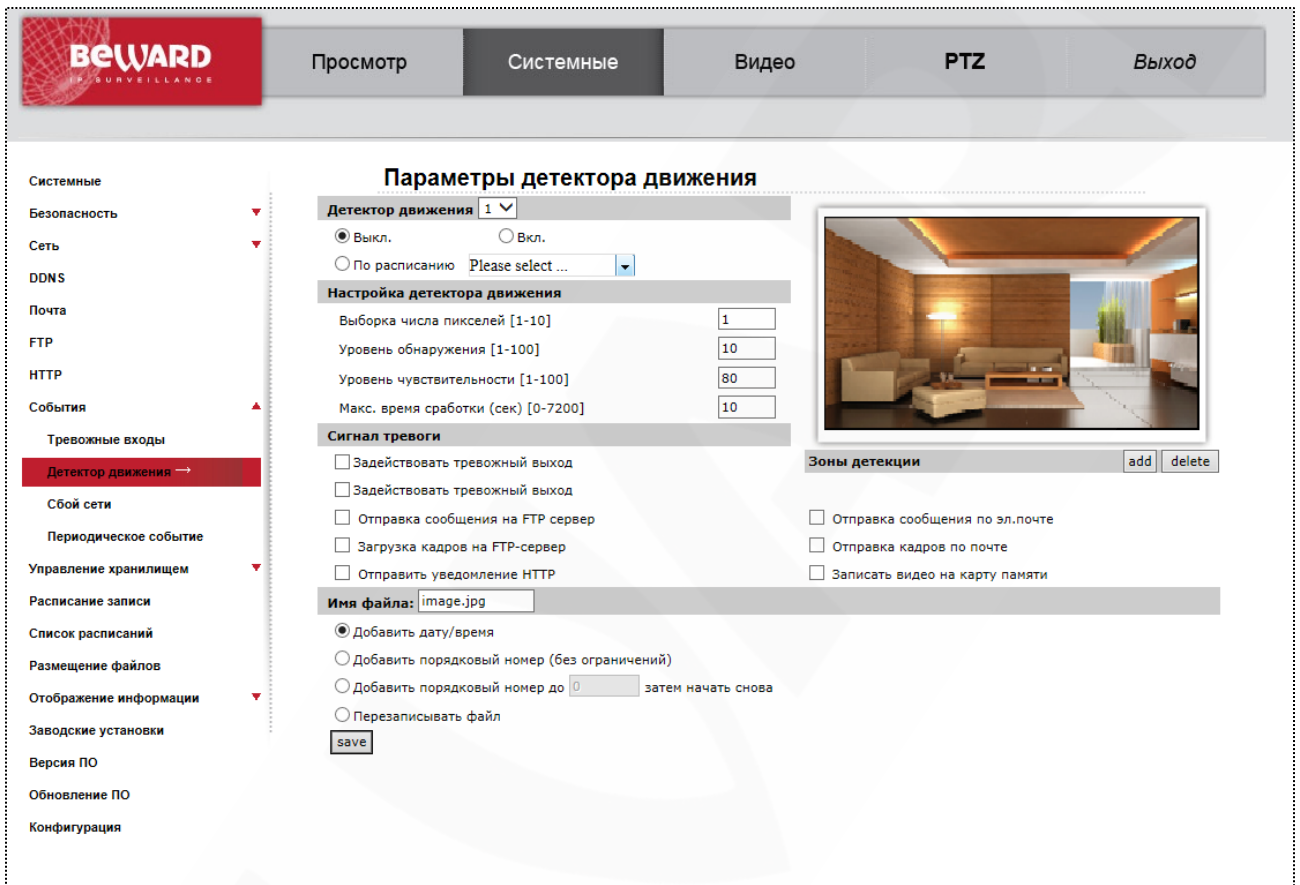 BEWARD
IP SURVEILLANCE
Просмотр
Системные
Видео
PTZ
Выход
Системные
Безопасность
Сеть
DDNS
Почта
FTP
HTTP
События
Тревожные входы
Детектор движения →
Сбой сети
Периодическое событие
Управление хранилищем
Расписание записи
Список расписаний
Размещение файлов
Отображение информации
Заводские установки
Версия ПО
Обновление ПО
Конфигурация
Параметры детектора движения
Детектор движения 1
Выкл. Вкл.
По расписанию Please select ...
Настройка детектора движения
Выборка числа пикселей [1-10] 1
Уровень обнаружения [1-100] 10
Уровень чувствительности [1-100] 80
Макс. время сработки (сек) [0-7200] 10
Сигнал тревоги
Зоны детекции add delete
Задействовать тревожный выход
Задействовать тревожный выход
Отправка сообщения на FTP сервер
Отправка сообщения по эл.почте
Загрузка кадров на FTP-сервер
Отправка кадров по почте
Отправить уведомление HTTP
Записать видео на карту памяти
Имя файла: image.jpg
Добавить дату/время
Добавить порядковый номер (без ограничений)
Добавить порядковый номер до 0 затем начать снова
Перезаписывать файл
save